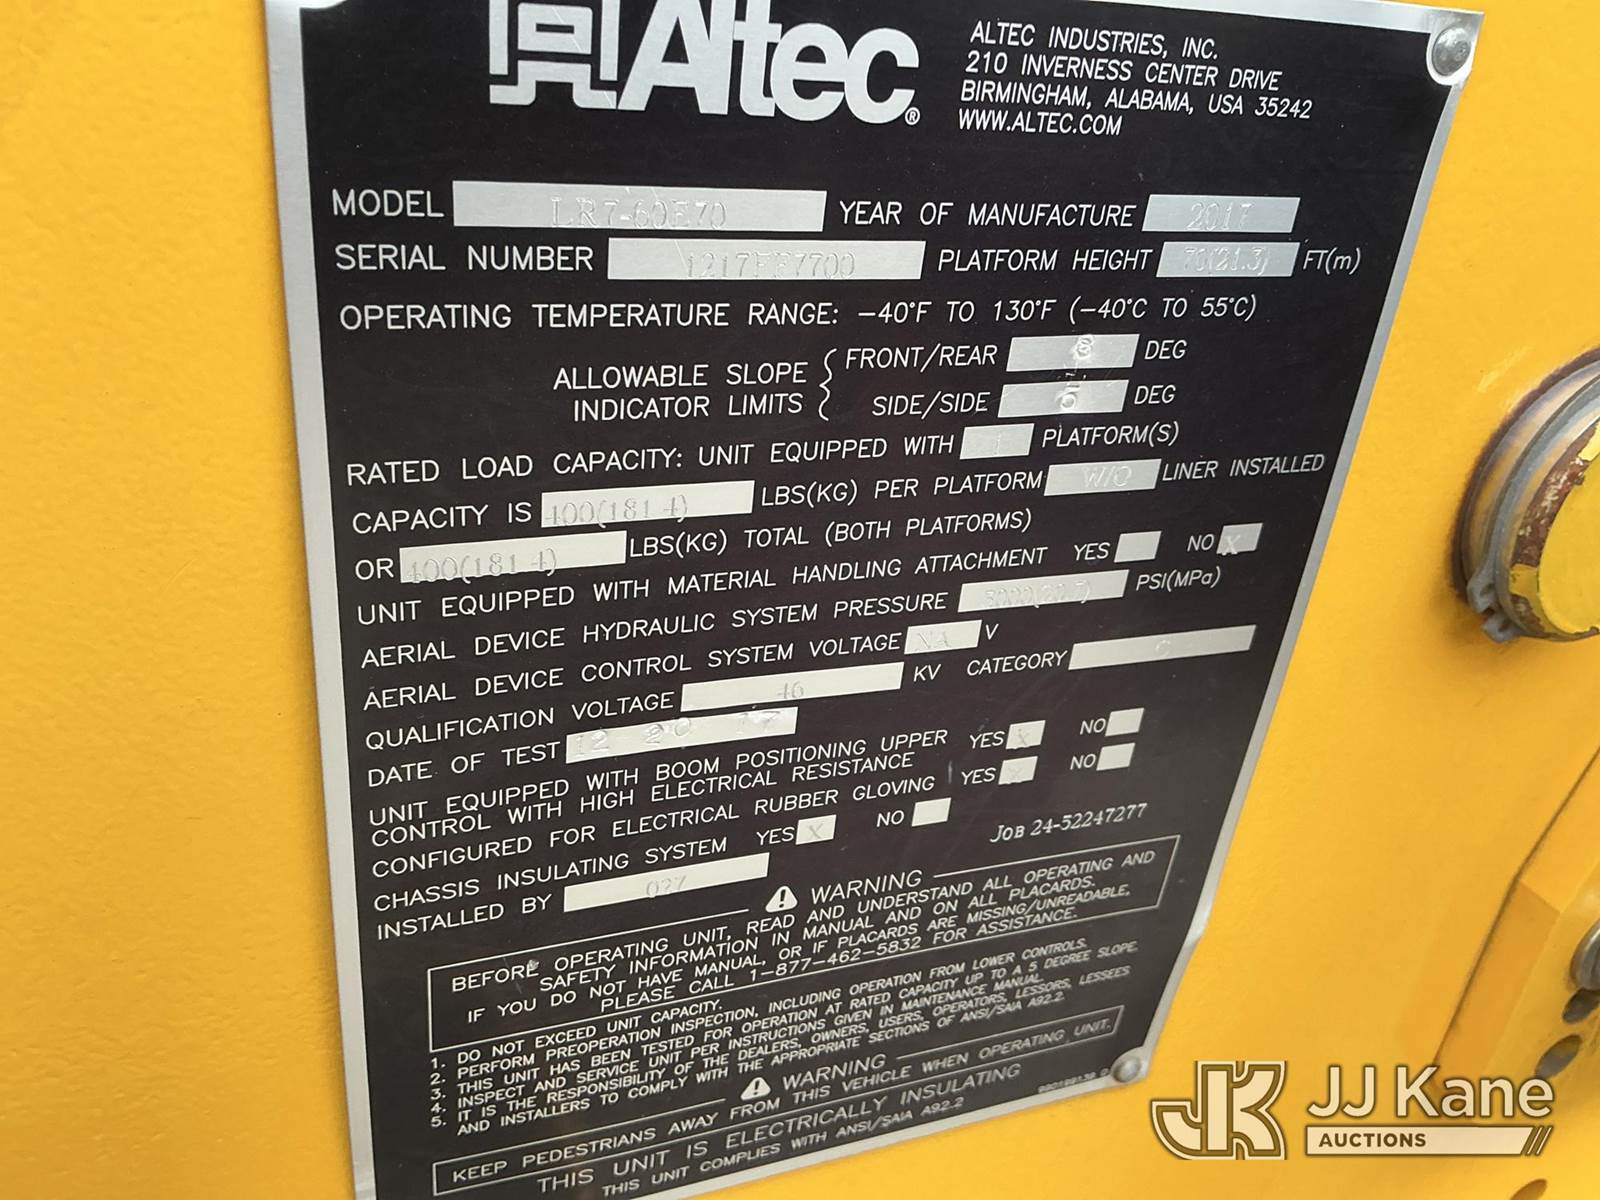 Altec®
ALTEC INDUSTRIES, INC.
210 INVERNESS CENTER DRIVE
BIRMINGHAM, ALABAMA, USA 35242
WWW.ALTEC.COM
MODEL LR7-60E70 YEAR OF MANUFACTURE 2017
SERIAL NUMBER 1217FF7700 PLATFORM HEIGHT 70(21.3) FT(m)
OPERATING TEMPERATURE RANGE: -40°F TO 130°F (-40°C TO 55°C)
ALLOWABLE SLOPE INDICATOR LIMITS { FRONT/REAR 8 DEG
SIDE/SIDE 5 DEG
RATED LOAD CAPACITY: UNIT EQUIPPED WITH 1 PLATFORM(S)
CAPACITY IS 400(181.4) LBS(KG) PER PLATFORM W/O LINER INSTALLED
OR 400(181.4) LBS(KG) TOTAL (BOTH PLATFORMS)
UNIT EQUIPPED WITH MATERIAL HANDLING ATTACHMENT YES NO X
AERIAL DEVICE HYDRAULIC SYSTEM PRESSURE 3000(20.7) PSI(MPa)
AERIAL DEVICE CONTROL SYSTEM VOLTAGE NA V
QUALIFICATION VOLTAGE 46 KV CATEGORY C
DATE OF TEST 12 20 17
UNIT EQUIPPED WITH BOOM POSITIONING UPPER
CONTROL WITH HIGH ELECTRICAL RESISTANCE YES X NO
CONFIGURED FOR ELECTRICAL RUBBER GLOVING YES X NO
CHASSIS INSULATING SYSTEM YES X NO
INSTALLED BY 027
JOB 24-52247277
WARNING
BEFORE OPERATING UNIT, READ AND UNDERSTAND ALL OPERATING AND
SAFETY INFORMATION IN MANUAL AND ON ALL PLACARDS.
IF YOU DO NOT HAVE MANUAL, OR IF PLACARDS ARE MISSING/UNREADABLE,
PLEASE CALL 1-877-462-5832 FOR ASSISTANCE.
1. DO NOT EXCEED UNIT CAPACITY.
2. PERFORM PREOPERATION INSPECTION, INCLUDING OPERATION FROM LOWER CONTROLS.
3. THIS UNIT HAS BEEN TESTED FOR OPERATION AT RATED CAPACITY UP TO A 5 DEGREE SLOPE.
4. INSPECT AND SERVICE UNIT PER INSTRUCTIONS GIVEN IN MAINTENANCE MANUAL.
5. IT IS THE RESPONSIBILITY OF THE DEALERS, OWNERS, USERS, OPERATORS, LESSORS, LESSEES
AND INSTALLERS TO COMPLY WITH THE APPROPRIATE SECTIONS OF ANSI/SAIA A92.2.
WARNING
KEEP PEDESTRIANS AWAY FROM THIS VEHICLE WHEN OPERATING UNIT.
THIS UNIT IS ELECTRICALLY INSULATING
THIS UNIT COMPLIES WITH ANSI/SAIA A92.2
JK JJ Kane
AUCTIONS